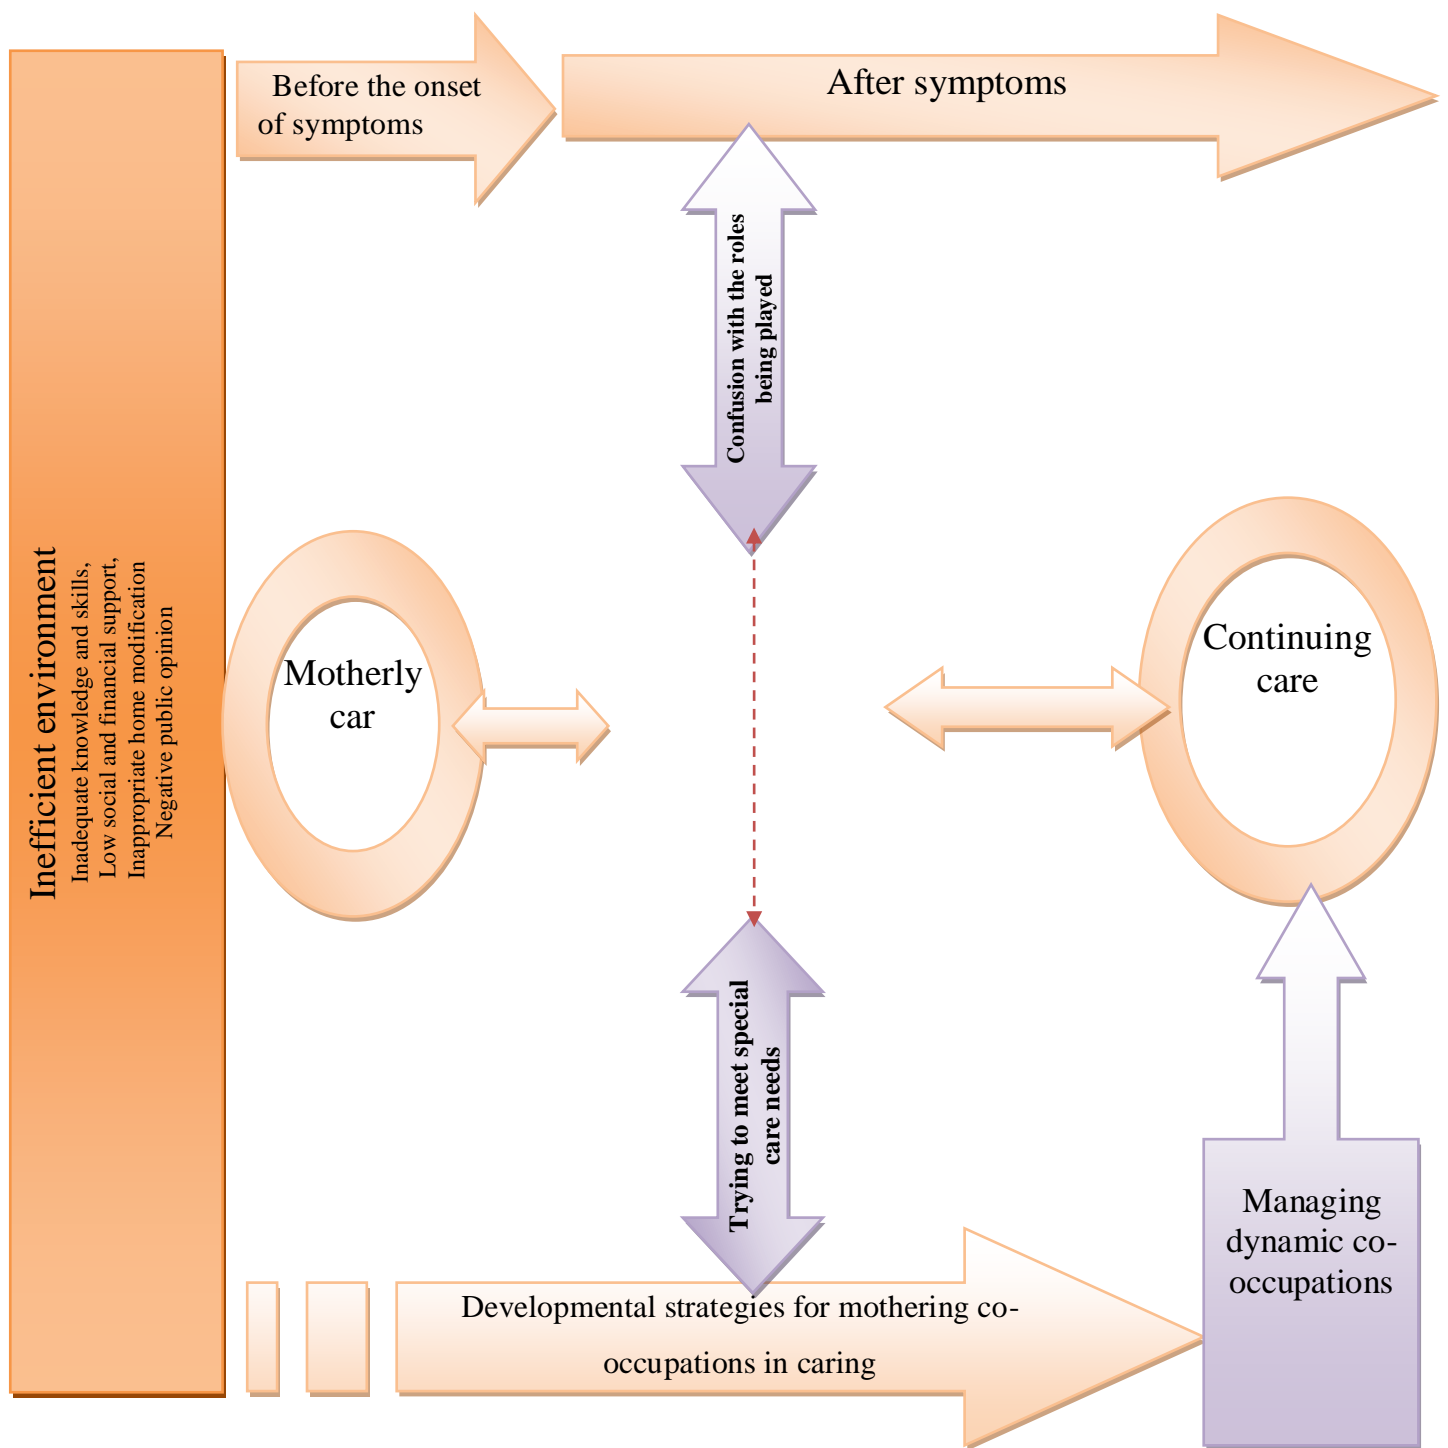 Before the onset
of symptoms
After symptoms
Confusion with the roles
being played
Inefficient environment
Inadequate knowledge and skills,
Low social and financial support,
Inappropriate home modification
Negative public opinion
Motherly
car
Continuing
care
Trying to meet special
care needs
Managing
dynamic co-
occupations
Developmental strategies for mothering co-
occupations in caring